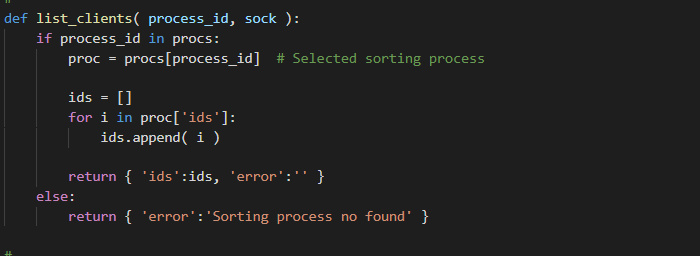 #
def list_clients( process_id, sock ):
    if process_id in procs:
        proc = procs[process_id]  # Selected sorting process

        ids = []
        for i in proc['ids']:
            ids.append( i )

        return { 'ids':ids, 'error':'' }
    else:
        return { 'error':'Sorting process no found' }

#